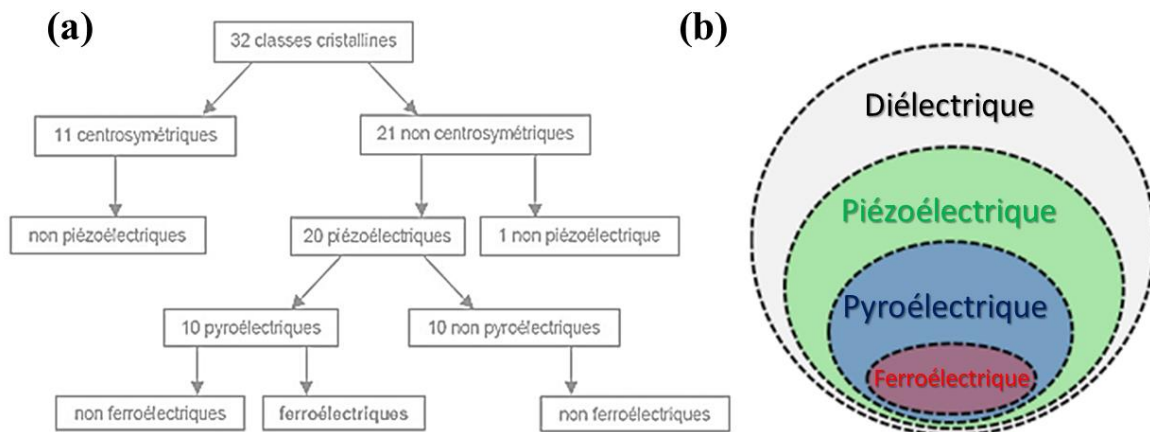 (a)
32 classes cristallines
11 centrosymétriques
21 non centrosymétriques
non piézoélectriques
20 piézoélectriques
1 non piézoélectrique
10 pyroélectriques
10 non pyroélectriques
non ferroélectriques
ferroélectriques
non ferroélectriques
(b)
Diélectrique
Piézoélectrique
Pyroélectrique
Ferroélectrique